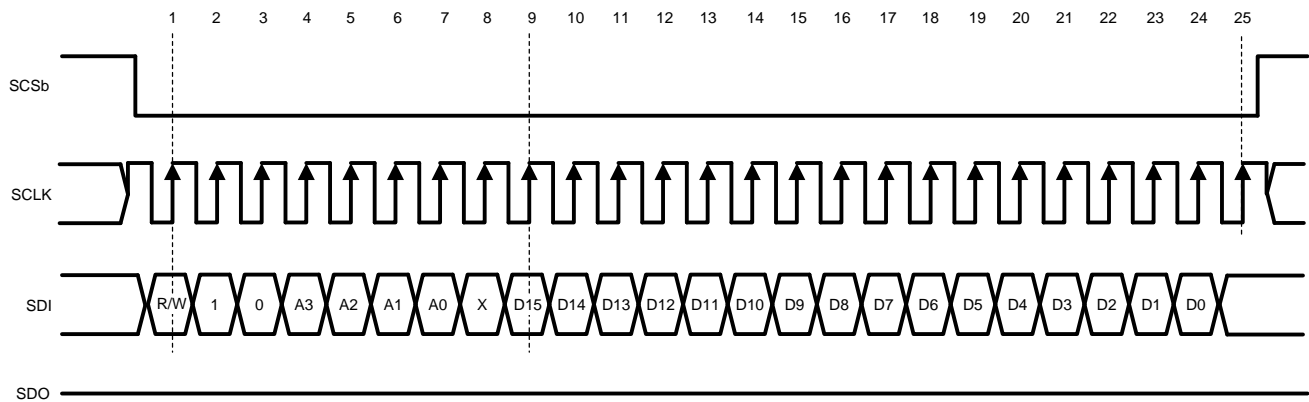 1 2 3 4 5 6 7 8 9 10 11 12 13 14 15 16 17 18 19 20 21 22 23 24 25
SCSb
SCLK
SDI R/W 1 0 A3 A2 A1 A0 X D15 D14 D13 D12 D11 D10 D9 D8 D7 D6 D5 D4 D3 D2 D1 D0
SDO